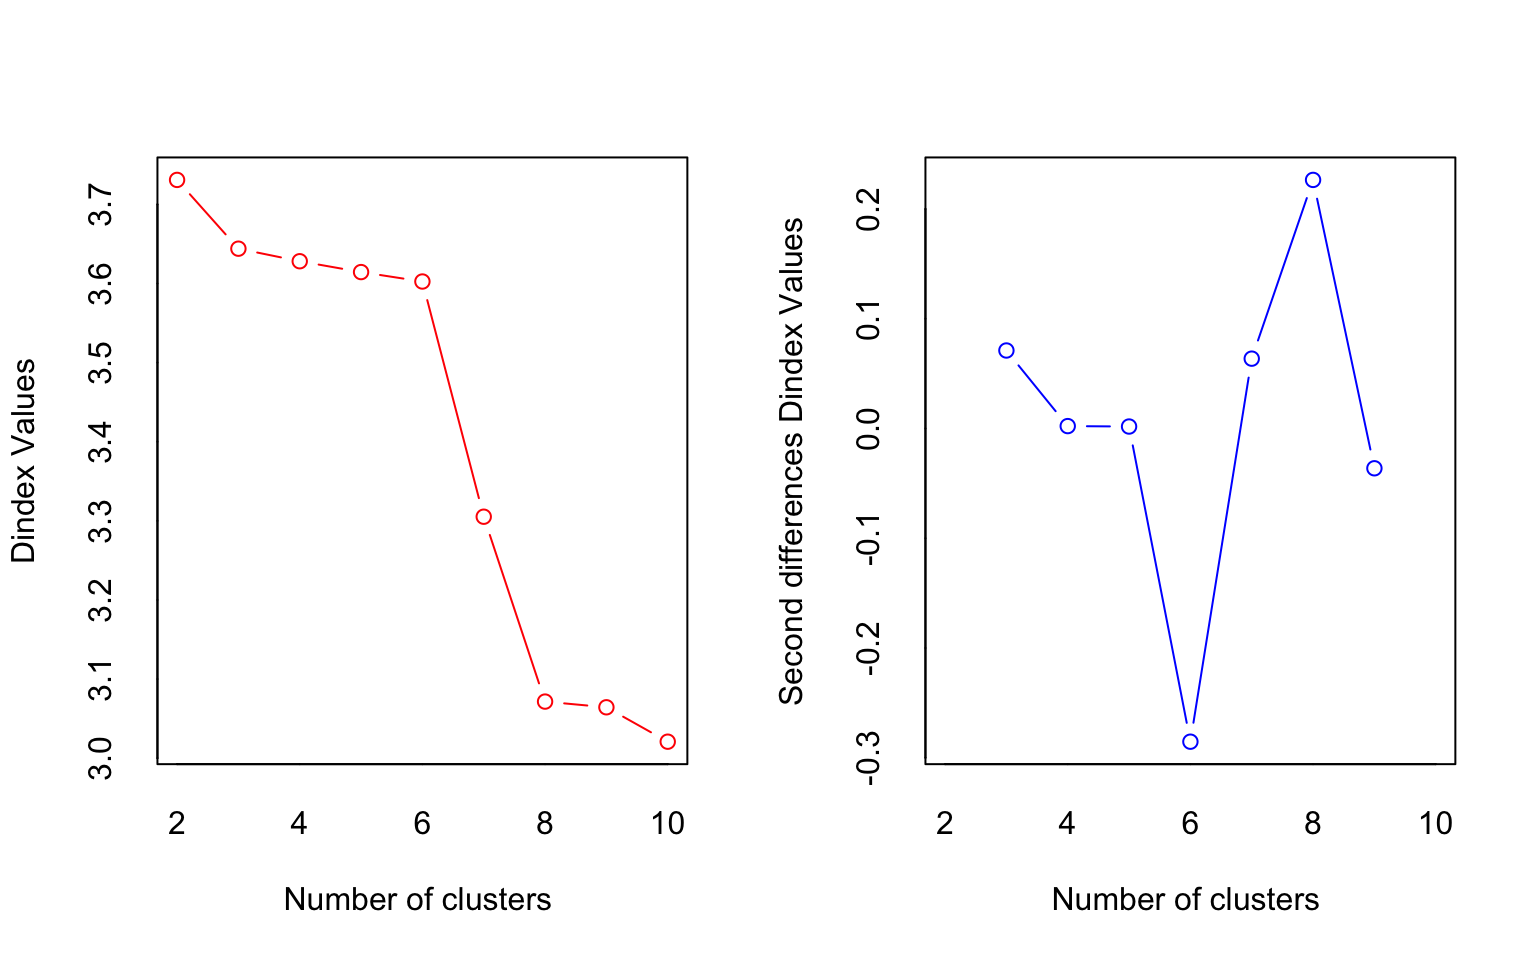 Dindex Values
3.7
3.6
3.5
3.4
3.3
3.2
3.1
3.0
2 4 6 8 10
Number of clusters
Second differences Dindex Values
0.2
0.1
0.0
-0.1
-0.2
-0.3
2 4 6 8 10
Number of clusters